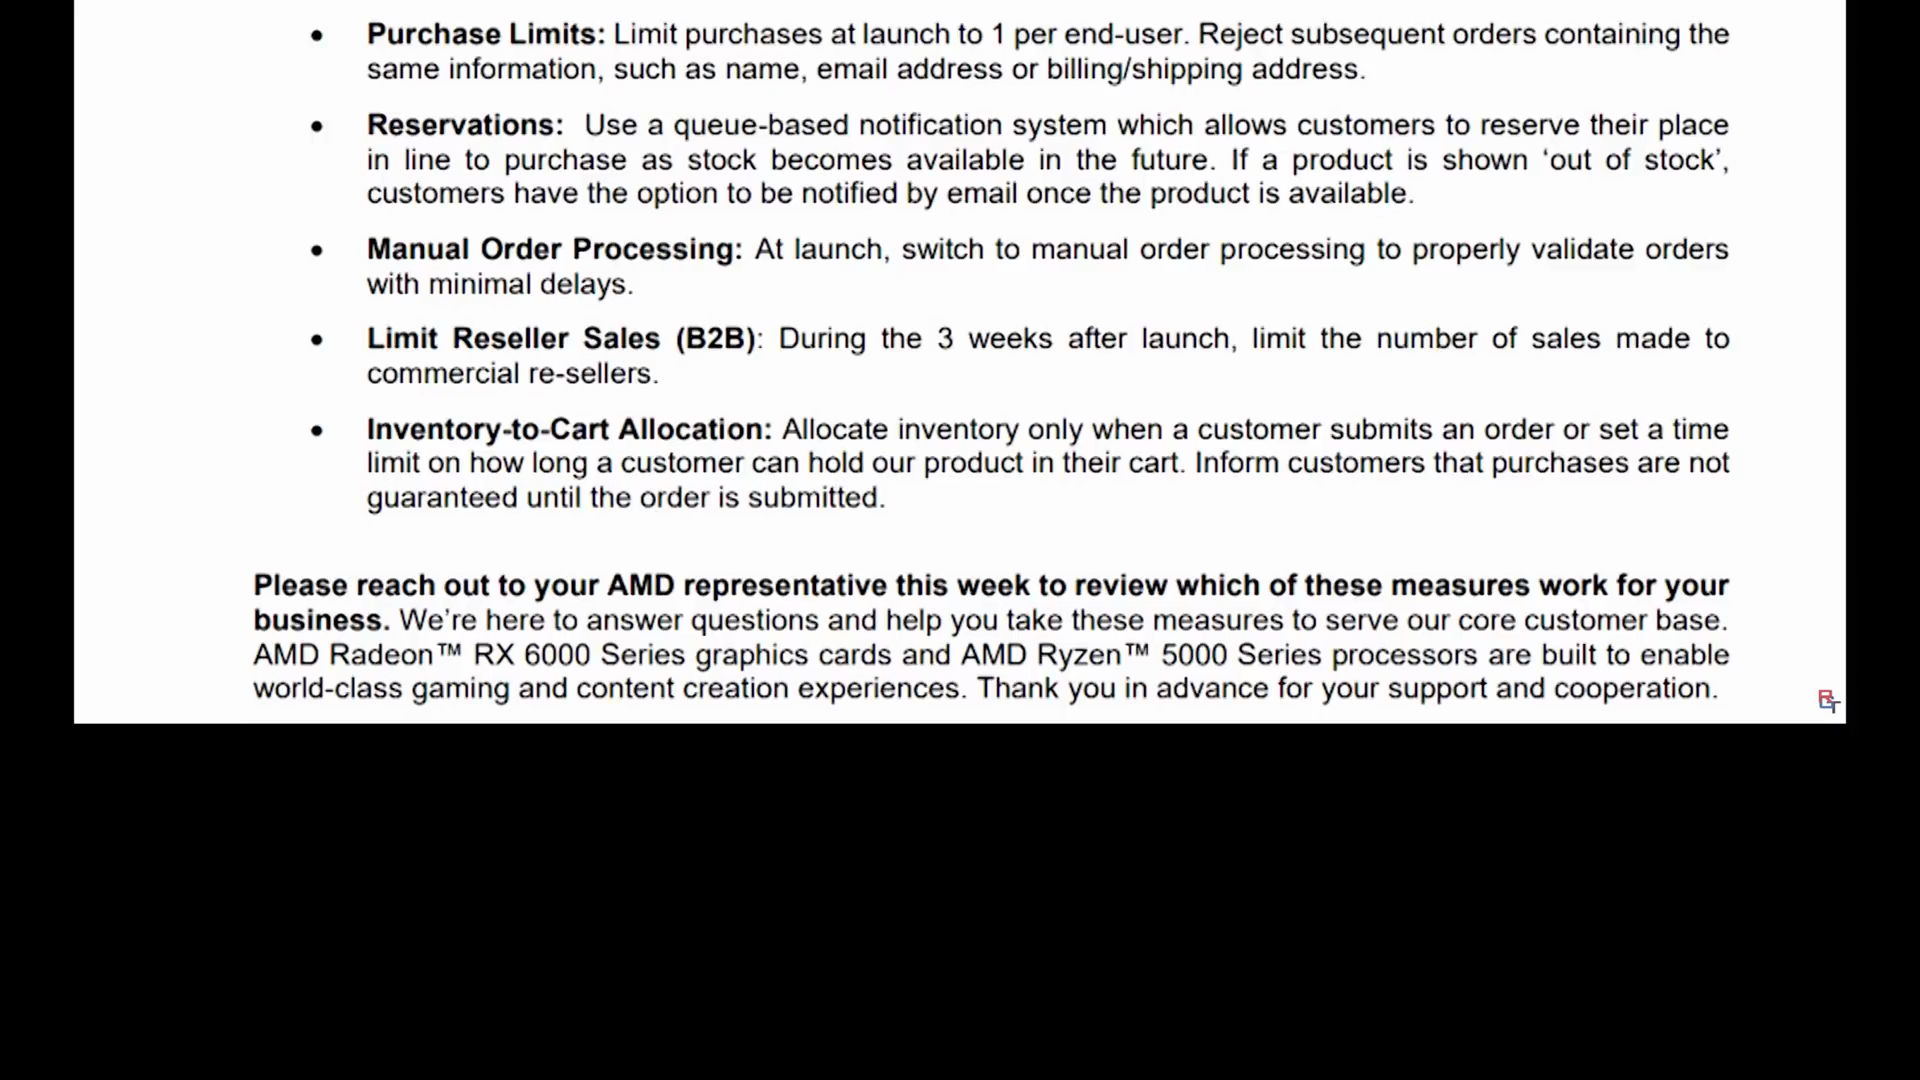 • Purchase Limits: Limit purchases at launch to 1 per end-user. Reject subsequent orders containing the
same information, such as name, email address or billing/shipping address.
• Reservations: Use a queue-based notification system which allows customers to reserve their place
in line to purchase as stock becomes available in the future. If a product is shown ‘out of stock’,
customers have the option to be notified by email once the product is available.
• Manual Order Processing: At launch, switch to manual order processing to properly validate orders
with minimal delays.
• Limit Reseller Sales (B2B): During the 3 weeks after launch, limit the number of sales made to
commercial re-sellers.
• Inventory-to-Cart Allocation: Allocate inventory only when a customer submits an order or set a time
limit on how long a customer can hold our product in their cart. Inform customers that purchases are not
guaranteed until the order is submitted.
Please reach out to your AMD representative this week to review which of these measures work for your
business. We’re here to answer questions and help you take these measures to serve our core customer base.
AMD Radeon™ RX 6000 Series graphics cards and AMD Ryzen™ 5000 Series processors are built to enable
world-class gaming and content creation experiences. Thank you in advance for your support and cooperation.